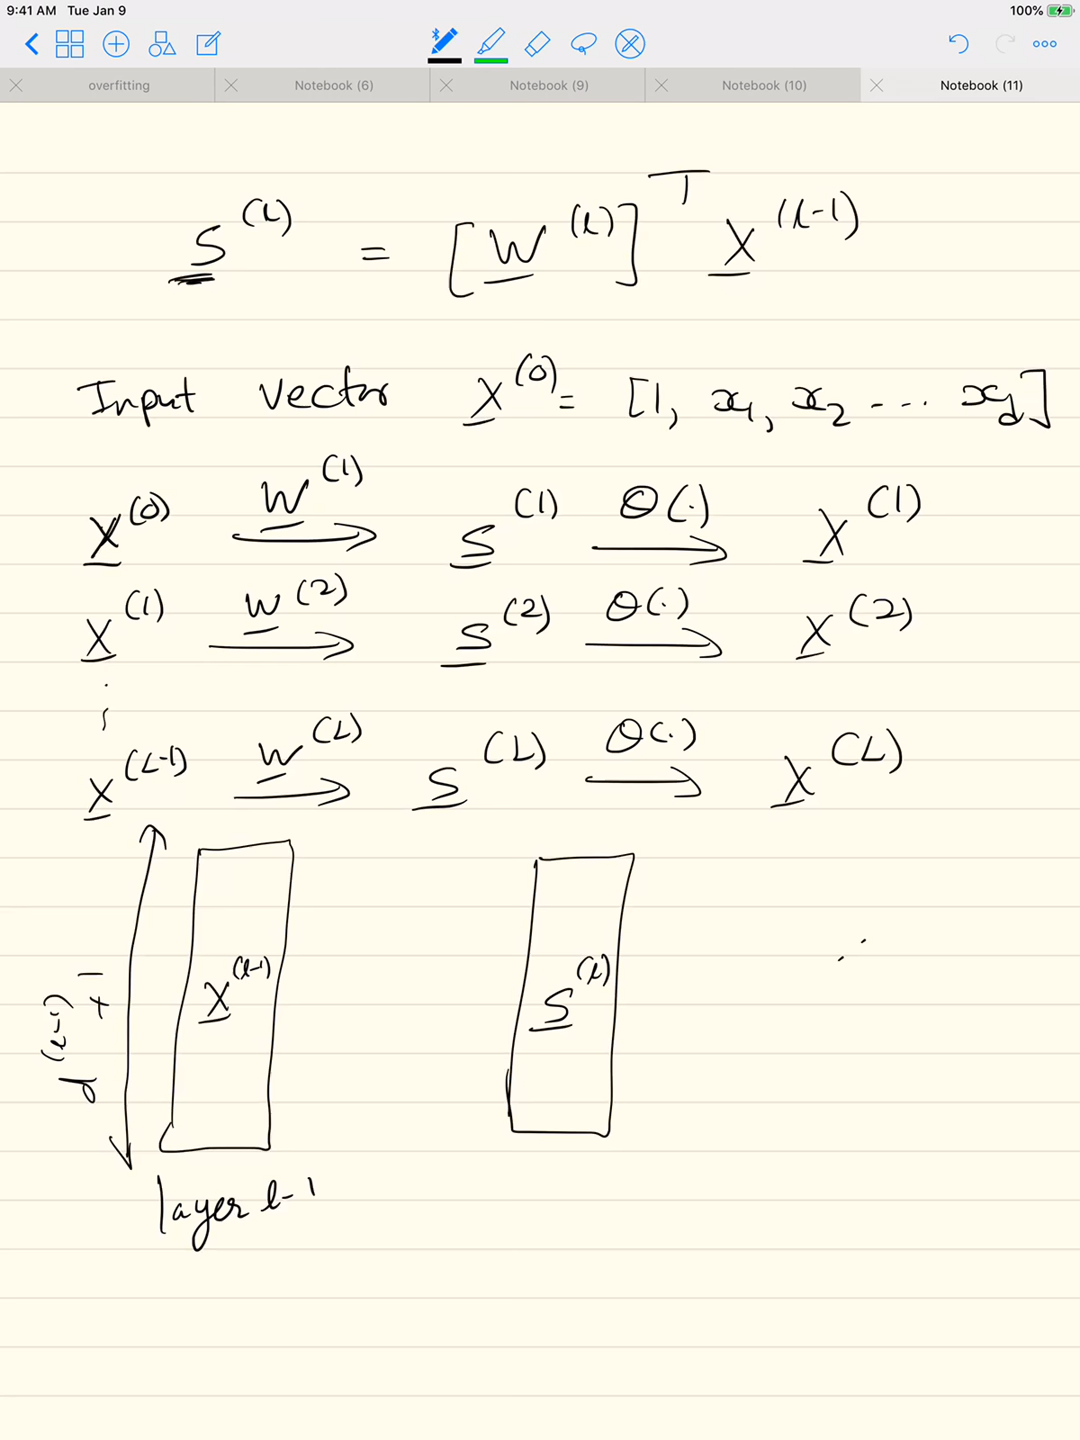 9:41 AM Tue Jan 9 100%
overfitting Notebook (6) Notebook (9) Notebook (10) Notebook (11)
S^(l) = [W^(l)]^T X^(l-1)
Input vector X^(0) = [1, x1, x2 --- xd]
X^(0) W^(1) ⟹ S^(1) θ(·) ⟹ X^(1)
X^(1) W^(2) ⟹ S^(2) θ(·) ⟹ X^(2)
⋮
X^(L-1) W^(L) ⟹ S^(L) θ(·) ⟹ X^(L)
d^(l-1) + 1
X^(l-1)
S^(l)
layer l-1